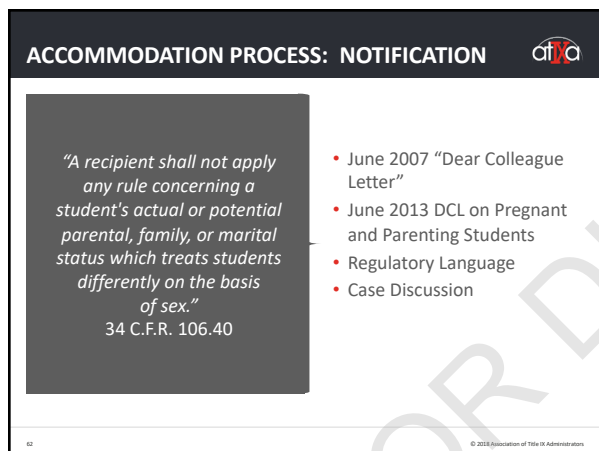 ACCOMMODATION PROCESS: NOTIFICATION
atIXa
“A recipient shall not apply
any rule concerning a
student's actual or potential
parental, family, or marital
status which treats students
differently on the basis
of sex.”
34 C.F.R. 106.40
• June 2007 “Dear Colleague
Letter”
• June 2013 DCL on Pregnant
and Parenting Students
• Regulatory Language
• Case Discussion
62
© 2018 Association of Title IX Administrators
OR D